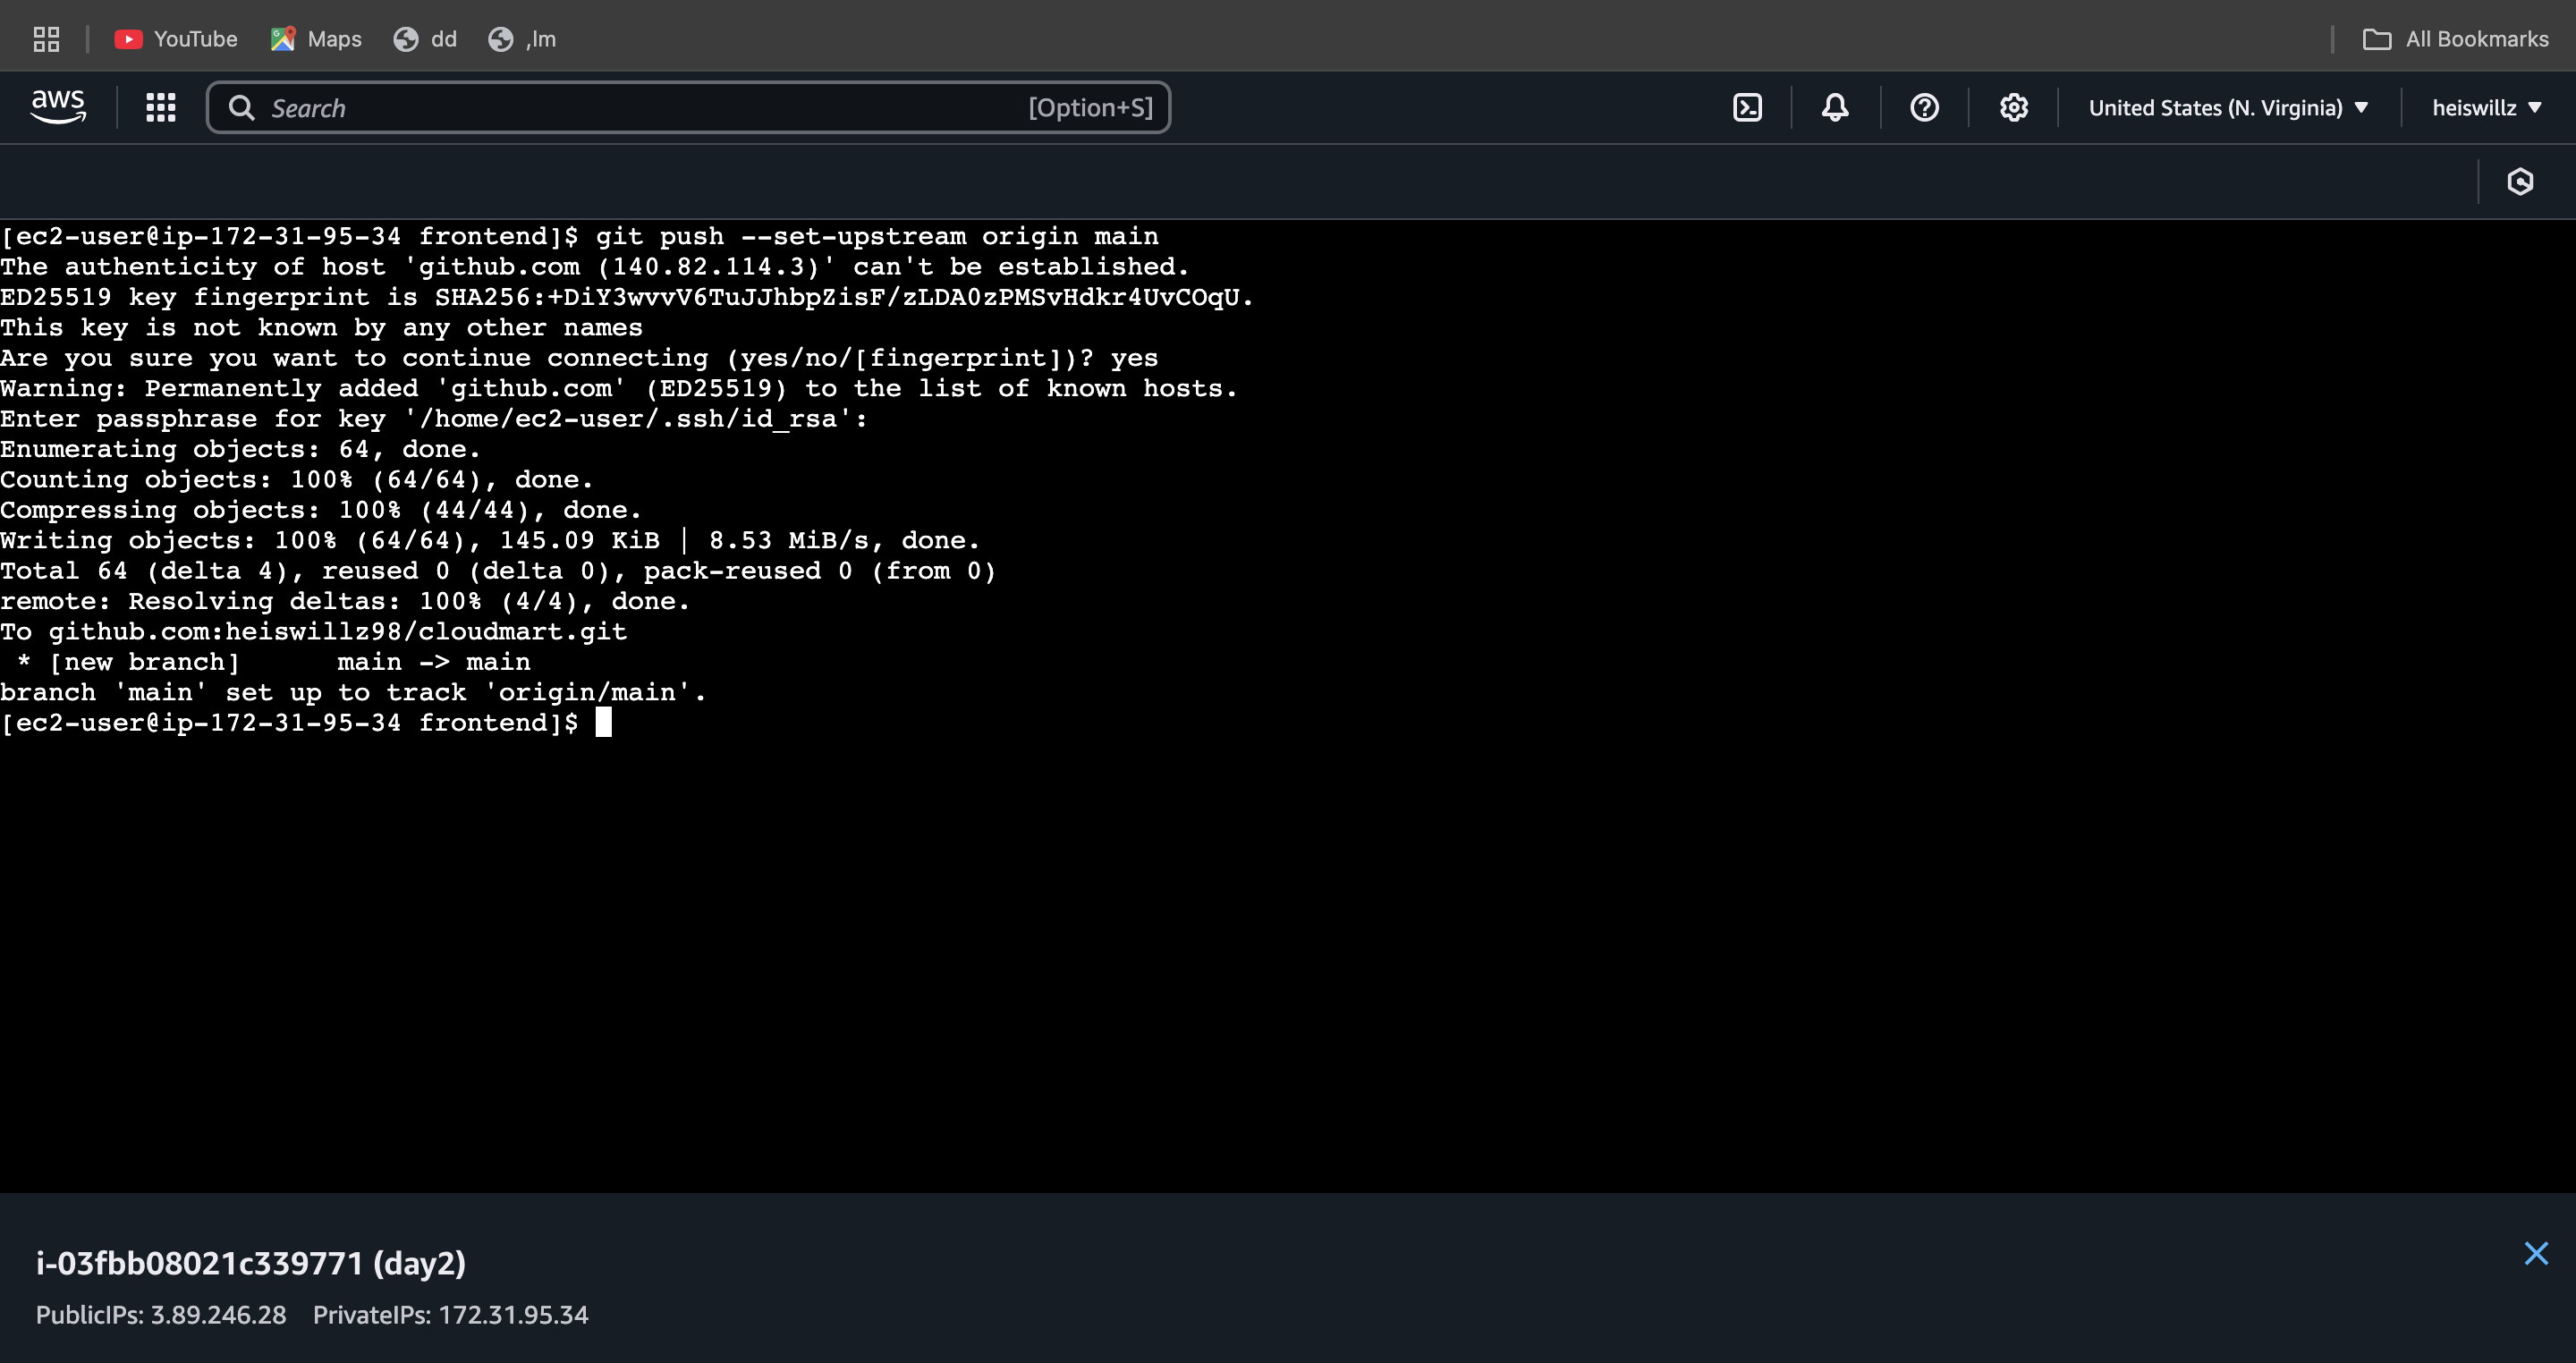 YouTube Maps dd ,lm All Bookmarks
aws Search [Option+S] United States (N. Virginia) heiswillz
[ec2-user@ip-172-31-95-34 frontend]$ git push --set-upstream origin main
The authenticity of host 'github.com (140.82.114.3)' can't be established.
ED25519 key fingerprint is SHA256:+DiY3wvvV6TuJJhbpZisF/zLDA0zPMSvHdkr4UvCOqU.
This key is not known by any other names
Are you sure you want to continue connecting (yes/no/[fingerprint])? yes
Warning: Permanently added 'github.com' (ED25519) to the list of known hosts.
Enter passphrase for key '/home/ec2-user/.ssh/id_rsa':
Enumerating objects: 64, done.
Counting objects: 100% (64/64), done.
Compressing objects: 100% (44/44), done.
Writing objects: 100% (64/64), 145.09 KiB | 8.53 MiB/s, done.
Total 64 (delta 4), reused 0 (delta 0), pack-reused 0 (from 0)
remote: Resolving deltas: 100% (4/4), done.
To github.com:heiswillz98/cloudmart.git
 * [new branch]      main -> main
branch 'main' set up to track 'origin/main'.
[ec2-user@ip-172-31-95-34 frontend]$
i-03fbb08021c339771 (day2)
PublicIPs: 3.89.246.28 PrivateIPs: 172.31.95.34